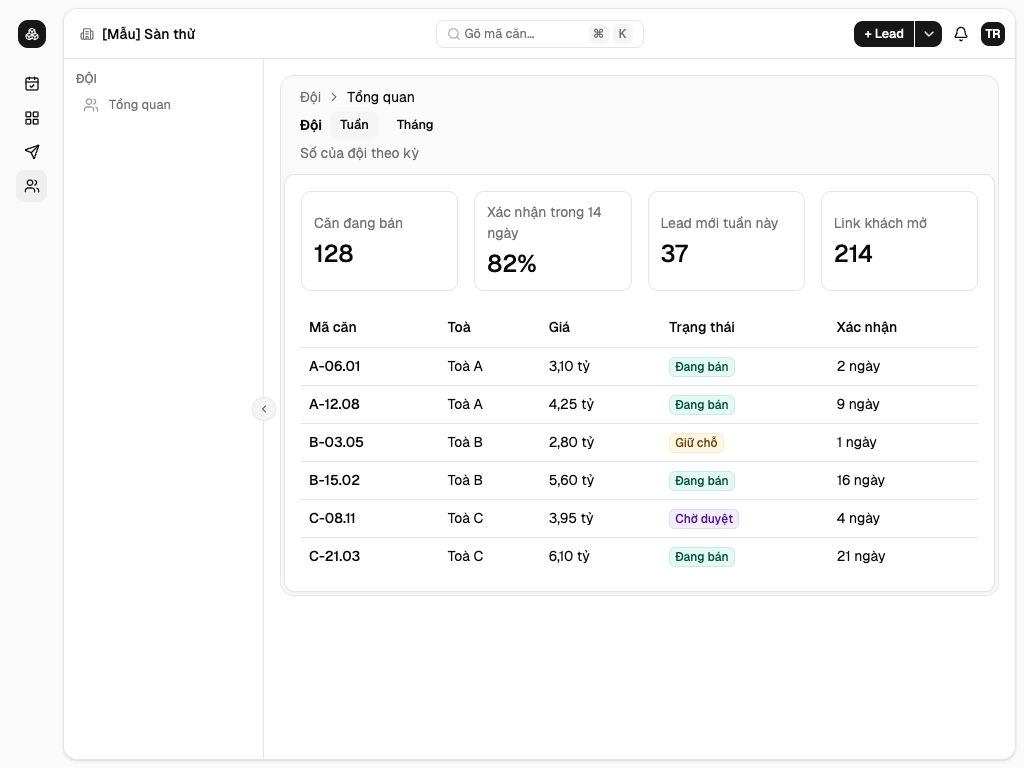 [Mẫu] Sàn thử
Gõ mã căn...
⌘ K
+ Lead
TR
ĐỘI
Tổng quan
Đội > Tổng quan
Đội Tuần Tháng
Số của đội theo kỳ
Căn đang bán
128
Xác nhận trong 14
ngày
82%
Lead mới tuần này
37
Link khách mở
214
Mã căn Toà Giá Trạng thái Xác nhận
A-06.01 Toà A 3,10 tỷ Đang bán 2 ngày
A-12.08 Toà A 4,25 tỷ Đang bán 9 ngày
B-03.05 Toà B 2,80 tỷ Giữ chỗ 1 ngày
B-15.02 Toà B 5,60 tỷ Đang bán 16 ngày
C-08.11 Toà C 3,95 tỷ Chờ duyệt 4 ngày
C-21.03 Toà C 6,10 tỷ Đang bán 21 ngày